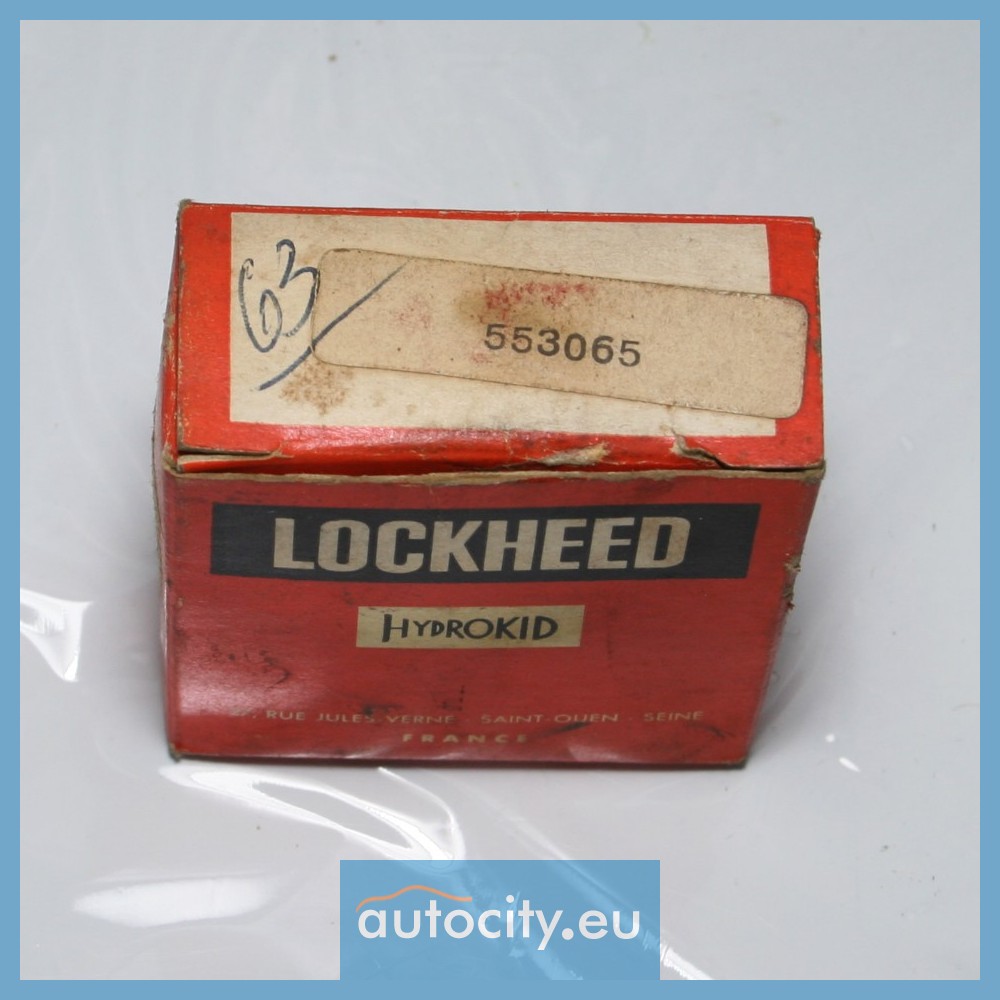 63
553065
LOCKHEED
HYDROKID
RUE JULES VERNE - SAINT-OUEN - SEINE
FRANCE
autocity.eu